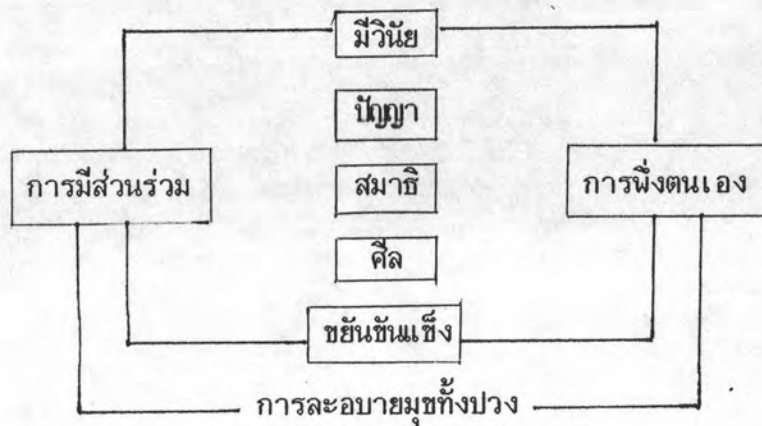 มีวินัย
ปัญญา
การมีส่วนร่วม
สมาธิ
การพึ่งตนเอง
ศีล
ขยันขันแข็ง
การละอบายมุขทั้งปวง